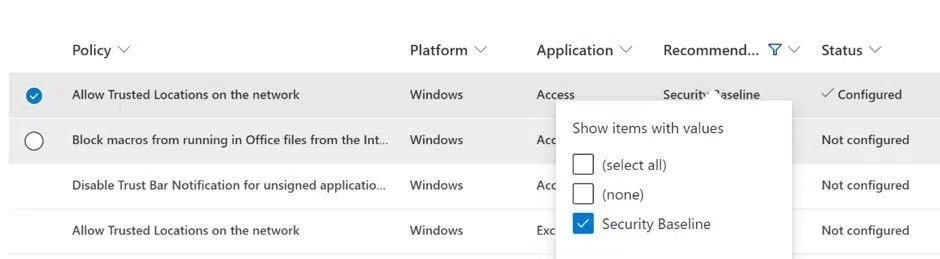 Policy Platform Application Recommend... Status
Allow Trusted Locations on the network Windows Access Security Baseline Configured
Show items with values
Block macros from running in Office files from the Int... Windows Acc Not configured
(select all)
Disable Trust Bar Notification for unsigned applicatio... Windows Acc Not configured
(none)
Security Baseline
Allow Trusted Locations on the network Windows Exc Not configured